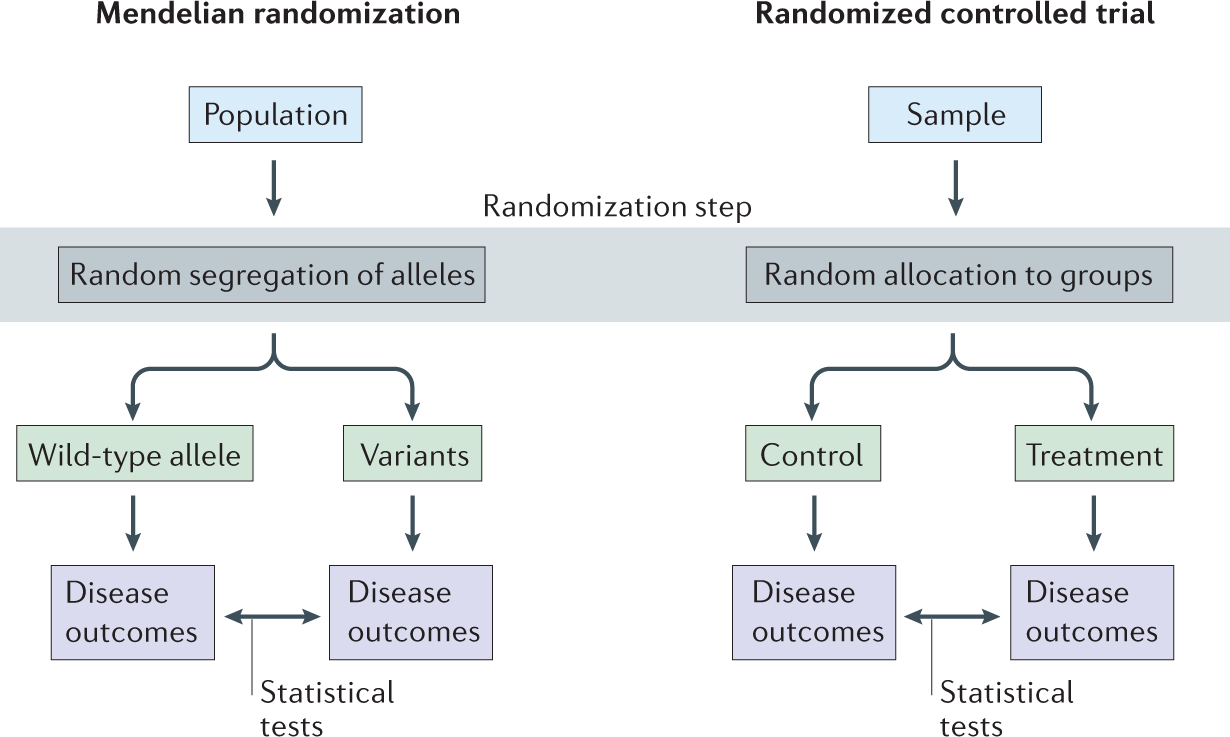 Mendelian randomization
Randomized controlled trial
Population
Sample
Randomization step
Random segregation of alleles
Random allocation to groups
Wild-type allele
Variants
Control
Treatment
Disease
outcomes
Disease
outcomes
Disease
outcomes
Disease
outcomes
Statistical
tests
Statistical
tests